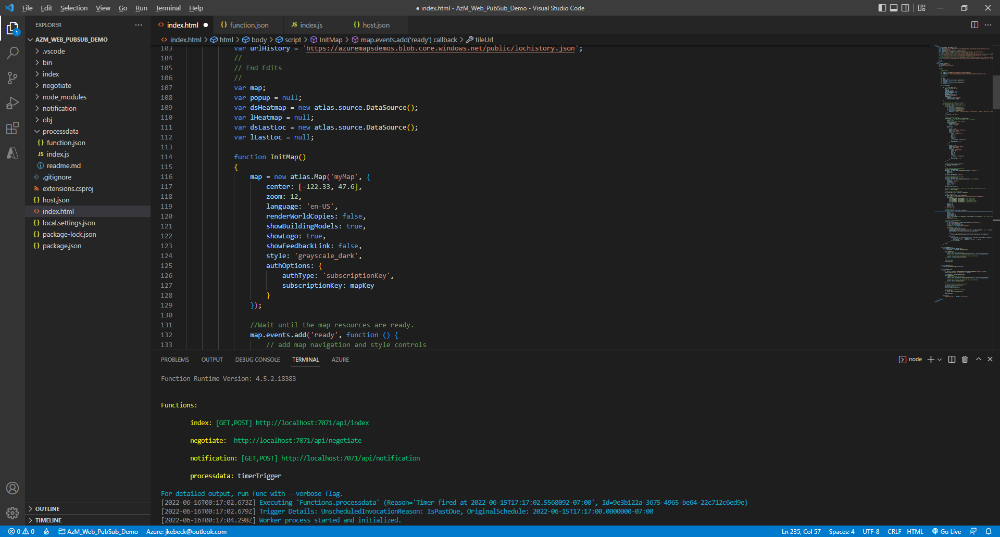 File Edit Selection View Go Run Terminal Help
● index.html - AzM_Web_PubSub_Demo - Visual Studio Code
EXPLORER
1
AZM_WEB_PUBSUB_DEMO
.vscode
bin
index
negotiate
node_modules
notification
obj
processdata
{} function.json
JS index.js
readme.md
.gitignore
extensions.csproj
{} host.json
<> index.html
{} local.settings.json
{} package-lock.json
{} package.json
OUTLINE
TIMELINE
<> index.html ● {} function.json JS index.js {} host.json
<> index.html > html > body > script > InitMap > map.events.add('ready') callback > tileUrl
103 var urlHistory = 'https://azuremapsdemos.blob.core.windows.net/public/lochistory.json';
104 //
105 // End Edits
106 //
107 var map;
108 var popup = null;
109 var dsHeatmap = new atlas.source.DataSource();
110 var lHeatmap = null;
111 var dsLastLoc = new atlas.source.DataSource();
112 var lLastLoc = null;
113
114 function InitMap()
115 {
116 map = new atlas.Map('myMap', {
117 center: [-122.33, 47.6],
118 zoom: 12,
119 language: 'en-US',
120 renderWorldCopies: false,
121 showBuildingModels: true,
122 showLogo: true,
123 showFeedbackLink: false,
124 style: 'grayscale_dark',
125 authOptions: {
126 authType: 'subscriptionKey',
127 subscriptionKey: mapKey
128 }
129 });
130
131 //Wait until the map resources are ready.
132 map.events.add('ready', function () {
133 // add map navigation and style controls
PROBLEMS OUTPUT DEBUG CONSOLE TERMINAL AZURE
node
Function Runtime Version: 4.5.2.18383
Functions:
index: [GET,POST] http://localhost:7071/api/index
negotiate: http://localhost:7071/api/negotiate
notification: [GET,POST] http://localhost:7071/api/notification
processdata: timerTrigger
For detailed output, run func with --verbose flag.
[2022-06-16T00:17:02.673Z] Executing 'Functions.processdata' (Reason='Timer fired at 2022-06-15T17:17:02.5568092-07:00', Id=9e3b122a-3675-4965-be64-22c712c6ed9e)
[2022-06-16T00:17:02.679Z] Trigger Details: UnscheduledInvocationReason: IsPastDue, OriginalSchedule: 2022-06-15T17:17:00.0000000-07:00
[2022-06-16T00:17:04.298Z] Worker process started and initialized.
0 0 AzM_Web_PubSub_Demo Azure: jkebeck@outlook.com Ln 235, Col 57 Spaces: 4 UTF-8 CRLF HTML Go Live